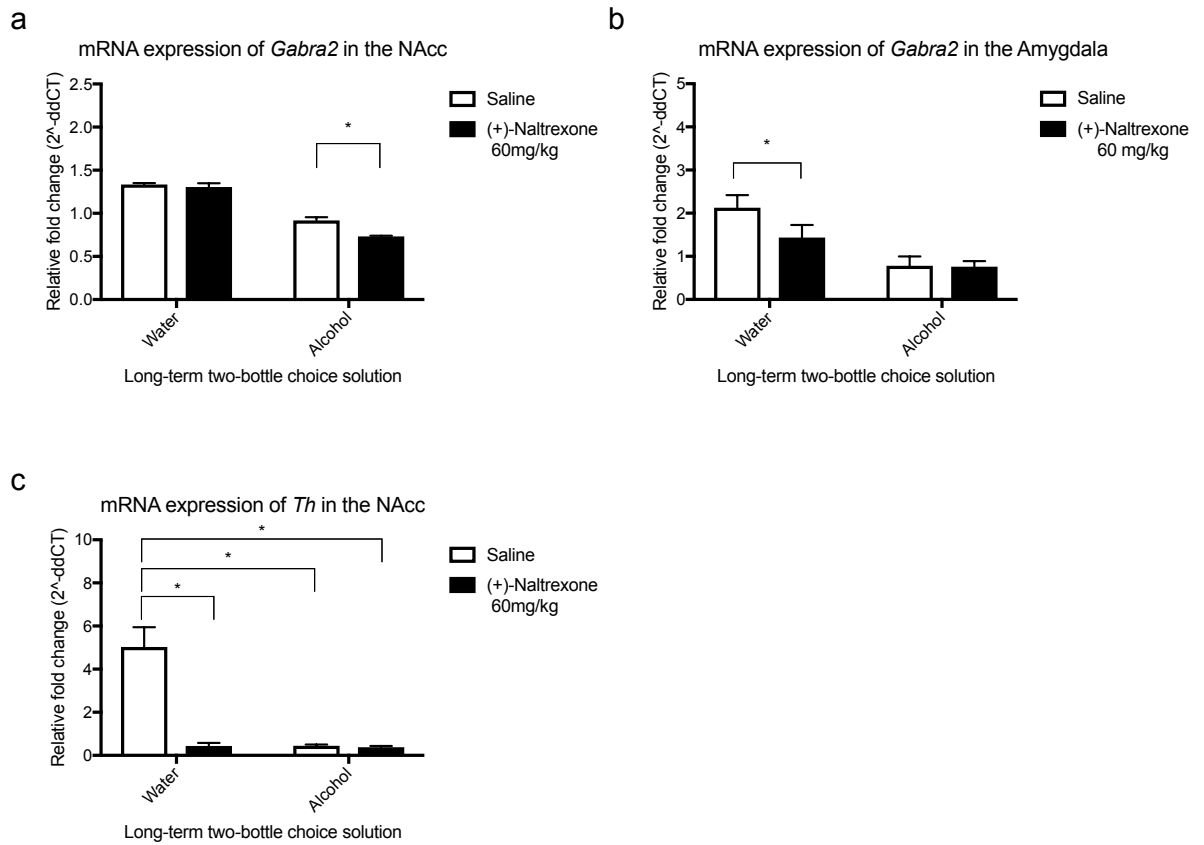 a
mRNA expression of Gabra2 in the NAcc
Relative fold change (2^-ddCT)
2.5
2.0
1.5
1.0
0.5
0.0
*
Water
Alcohol
Long-term two-bottle choice solution
Saline
(+)-Naltrexone
60mg/kg
b
mRNA expression of Gabra2 in the Amygdala
Relative fold change (2^-ddCT)
5
4
3
2
1
0
*
Water
Alcohol
Long-term two-bottle choice solution
Saline
(+)-Naltrexone
60 mg/kg
c
mRNA expression of Th in the NAcc
Relative fold change (2^-ddCT)
10
8
6
4
2
0
*
*
*
Water
Alcohol
Long-term two-bottle choice solution
Saline
(+)-Naltrexone
60mg/kg